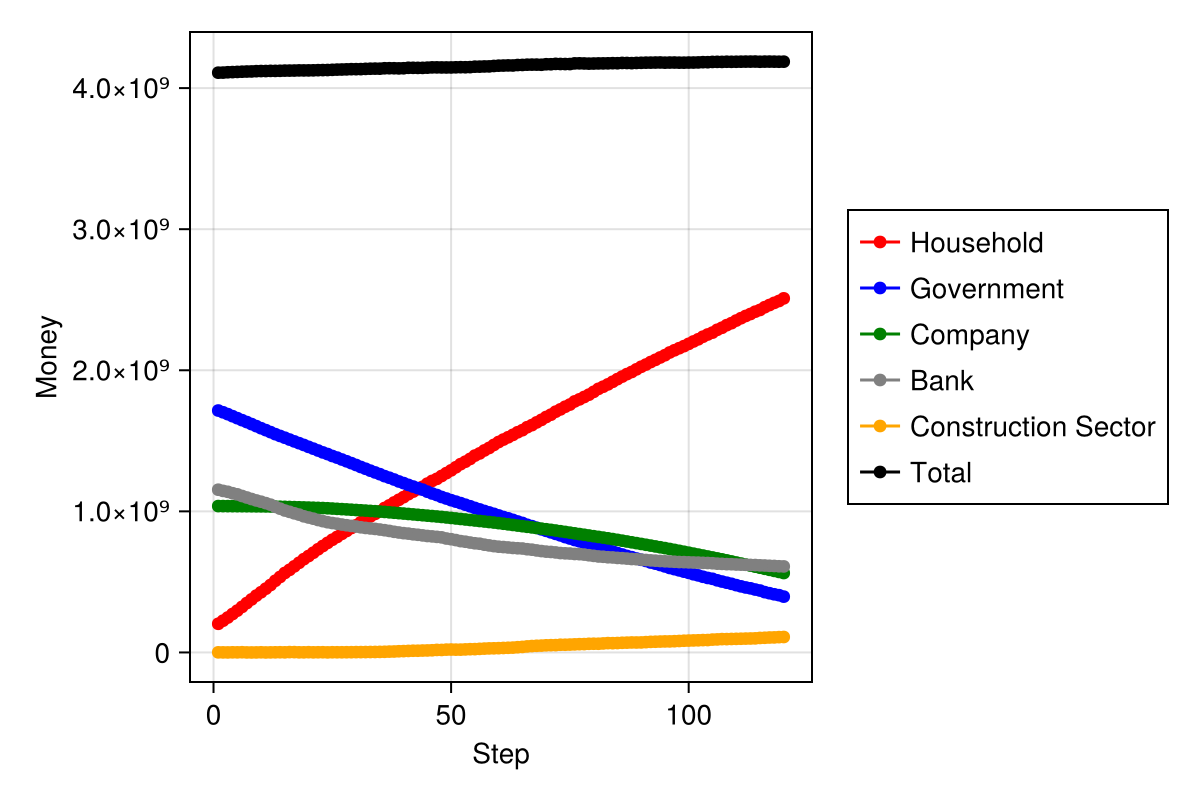 4.0×10⁹
3.0×10⁹
2.0×10⁹
1.0×10⁹
0
Money
0
50
100
Step
Household
Government
Company
Bank
Construction Sector
Total